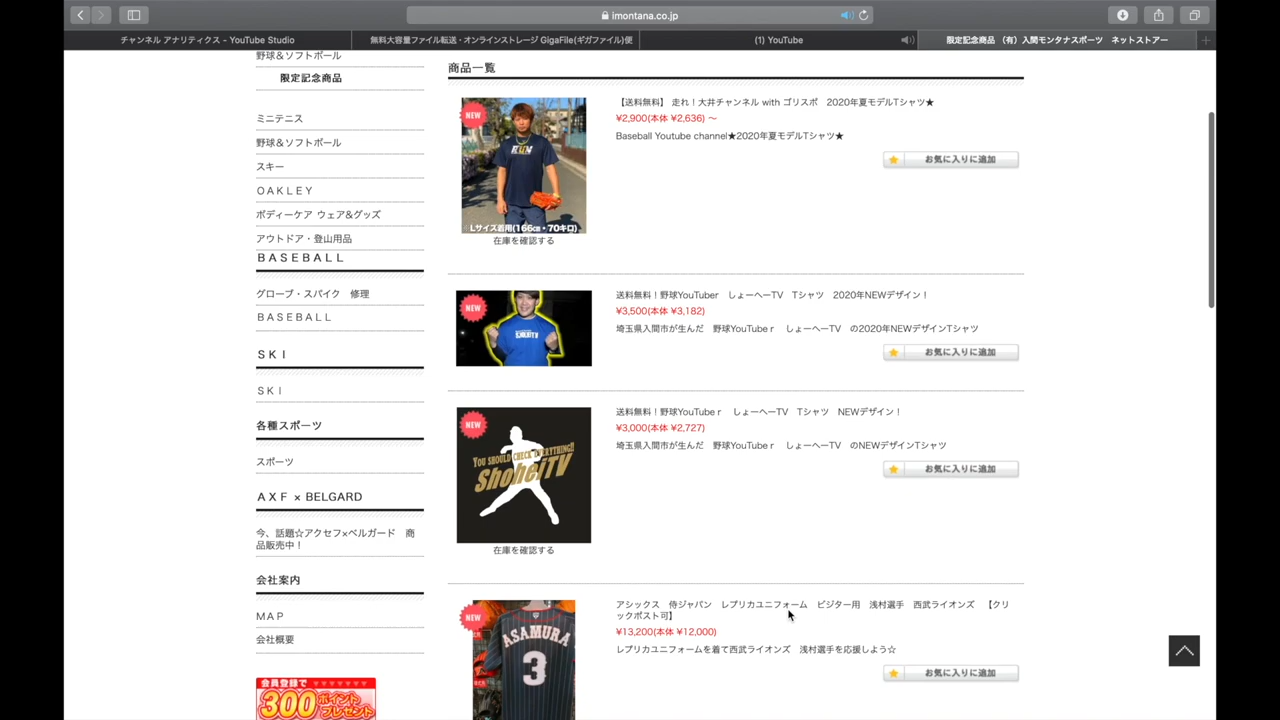 imontana.co.jp
チャンネル アナリティクス - YouTube Studio
無料大容量ファイル転送・オンラインストレージ GigaFile(ギガファイル)便
(1) YouTube
限定記念商品 （有）入間モンタナスポーツ　ネットストアー
野球＆ソフトボール
限定記念商品
ミニテニス
野球＆ソフトボール
スキー
ＯＡＫＬＥＹ
ボディーケア ウェア&グッズ
アウトドア・登山用品
ＢＡＳＥＢＡＬＬ
グローブ・スパイク　修理
ＢＡＳＥＢＡＬＬ
ＳＫＩ
ＳＫＩ
各種スポーツ
スポーツ
ＡＸＦ × BELGARD
今、話題☆アクセフ×ベルガード　商
品販売中！
会社案内
ＭＡＰ
会社概要
会員登録で
300ポイント
プレゼント
商品一覧
NEW
RUN
※Lサイズ着用(166cm・70キロ)
在庫を確認する
【送料無料】 走れ！大井チャンネル with ゴリスポ　2020年夏モデルTシャツ★
¥2,900(本体 ¥2,636) ～
Baseball Youtube channel★2020年夏モデルTシャツ★
お気に入りに追加
NEW
SHOHEITV
送料無料！野球YouTuber　しょーへーTV　Tシャツ　2020年NEWデザイン！
¥3,500(本体 ¥3,182)
埼玉県入間市が生んだ　野球YouTubeｒ　しょーへーTV　の2020年NEWデザインTシャツ
お気に入りに追加
NEW
YOU SHOULD CHECK EVERYTHING!!
ShoheiTV
在庫を確認する
送料無料！野球YouTubeｒ　しょーへーTV　Tシャツ　NEWデザイン！
¥3,000(本体 ¥2,727)
埼玉県入間市が生んだ　野球YouTubeｒ　しょーへーTV　のNEWデザインTシャツ
お気に入りに追加
NEW
ASAMURA
3
アシックス　侍ジャパン　レプリカユニフォーム　ビジター用　浅村選手　西武ライオンズ　【クリ
ックポスト可】
¥13,200(本体 ¥12,000)
レプリカユニフォームを着て西武ライオンズ　浅村選手を応援しよう☆
お気に入りに追加